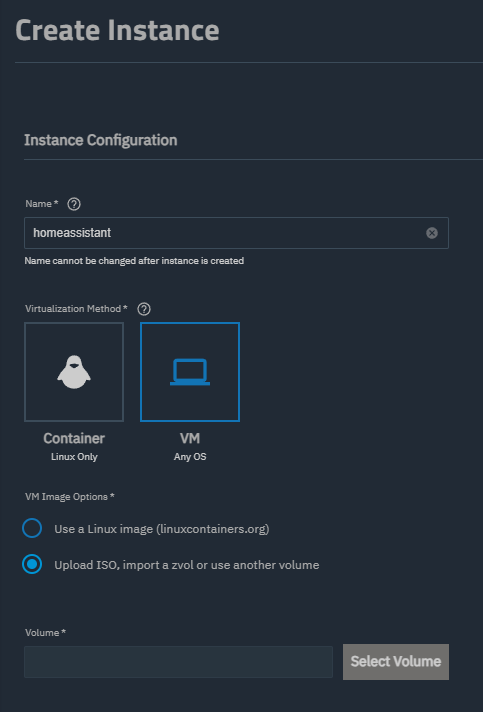 Create Instance
Instance Configuration
Name *
homeassistant
Name cannot be changed after instance is created
Virtualization Method *
Container
Linux Only
VM
Any OS
VM Image Options *
Use a Linux image (linuxcontainers.org)
Upload ISO, import a zvol or use another volume
Volume *
Select Volume